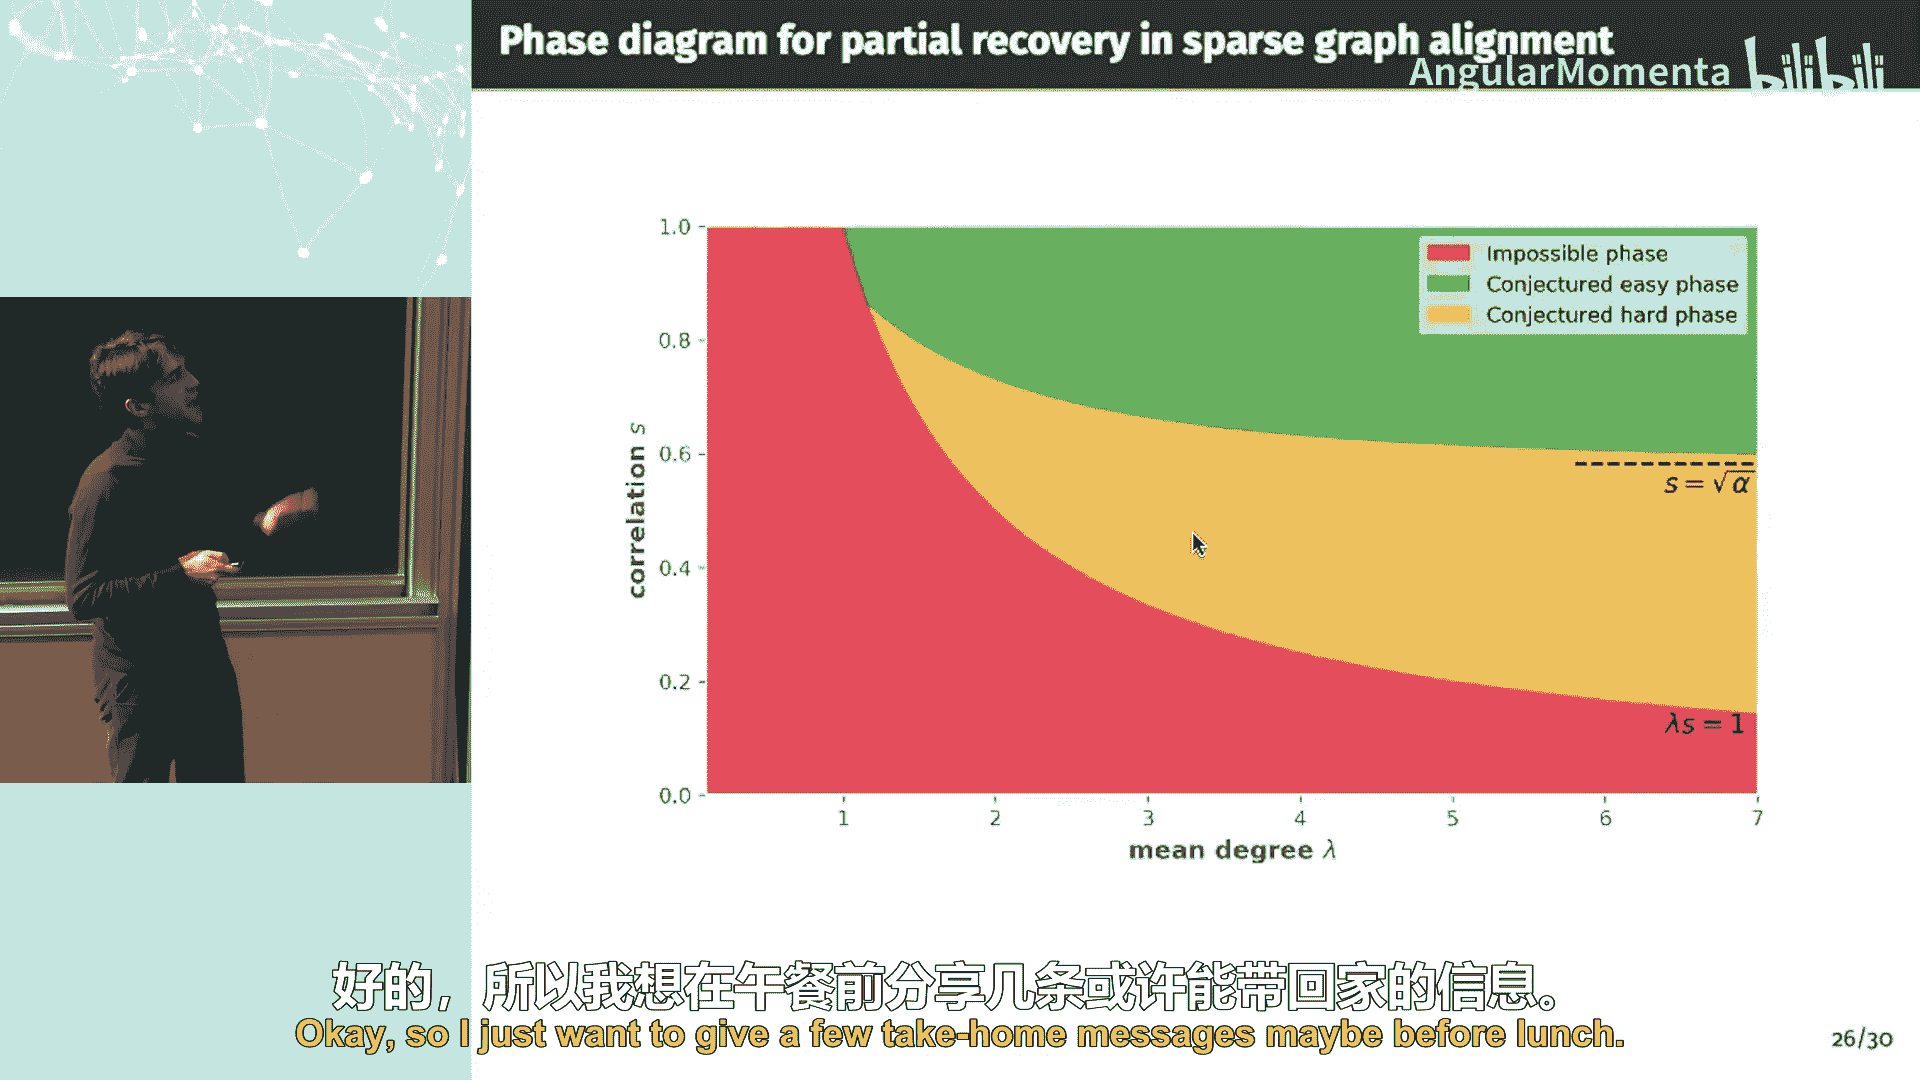 Phase diagram for partial recovery in sparse graph alignment
AngularMomenta bilibili
1.0
0.8
0.6
0.4
0.2
0.0
correlation s
Impossible phase
Conjectured easy phase
Conjectured hard phase
s = √α
λs = 1
1 2 3 4 5 6 7
mean degree λ
好的，所以我想在午餐前分享几条或许能带回家的信息。
Okay, so I just want to give a few take-home messages maybe before lunch.
26/30